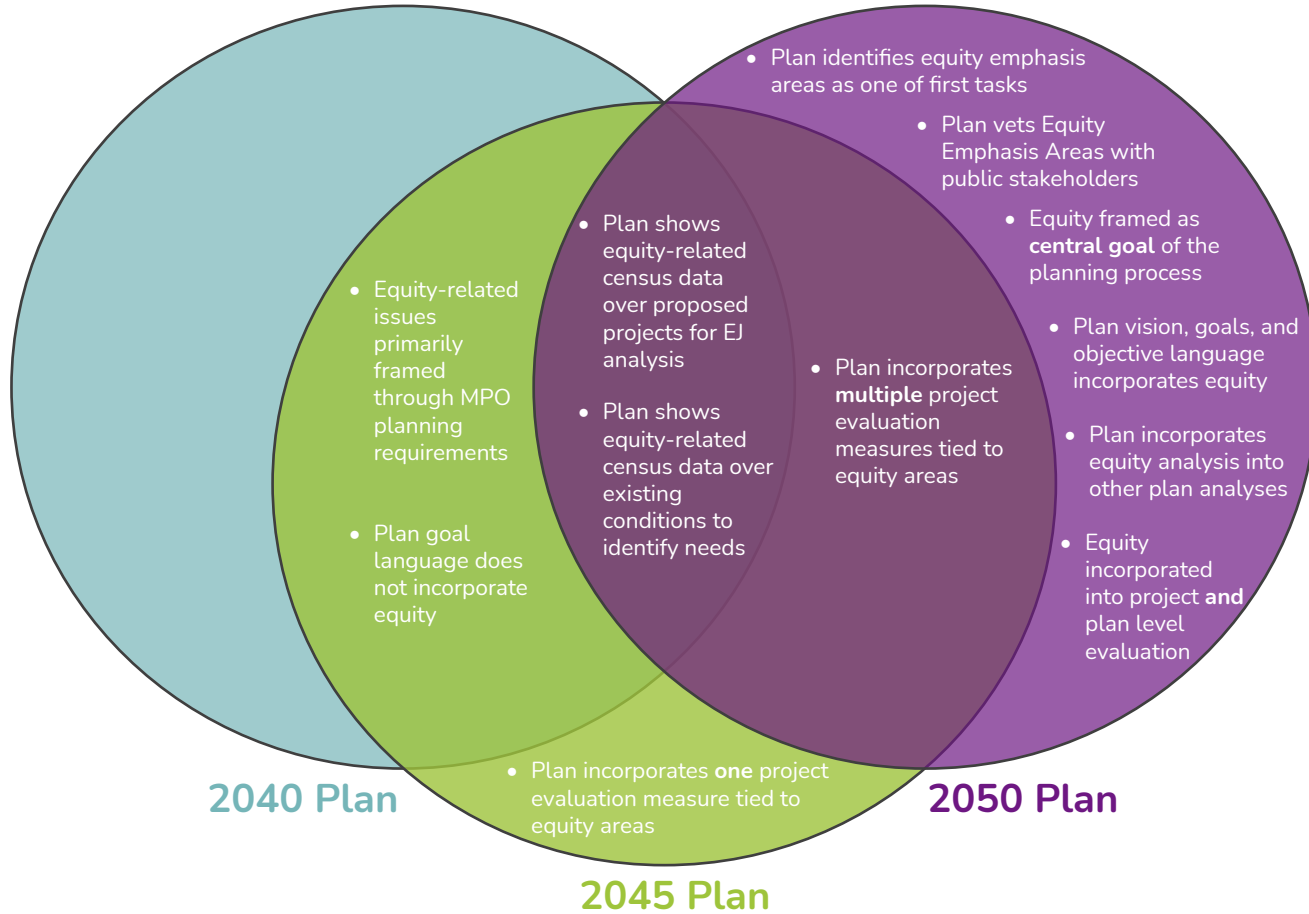 • Plan identifies equity emphasis
areas as one of first tasks
• Plan vets Equity
Emphasis Areas with
public stakeholders
• Equity framed as
central goal of the
planning process
• Plan vision, goals, and
objective language
incorporates equity
• Plan incorporates
equity analysis into
other plan analyses
• Equity
incorporated
into project and
plan level
evaluation
• Plan shows
equity-related
census data
over proposed
projects for EJ
analysis
• Plan shows
equity-related
census data over
existing
conditions to
identify needs
• Equity-related
issues
primarily
framed
through MPO
planning
requirements
• Plan goal
language does
not incorporate
equity
• Plan incorporates
multiple project
evaluation
measures tied to
equity areas
• Plan incorporates one project
evaluation measure tied to
equity areas
2040 Plan
2050 Plan
2045 Plan